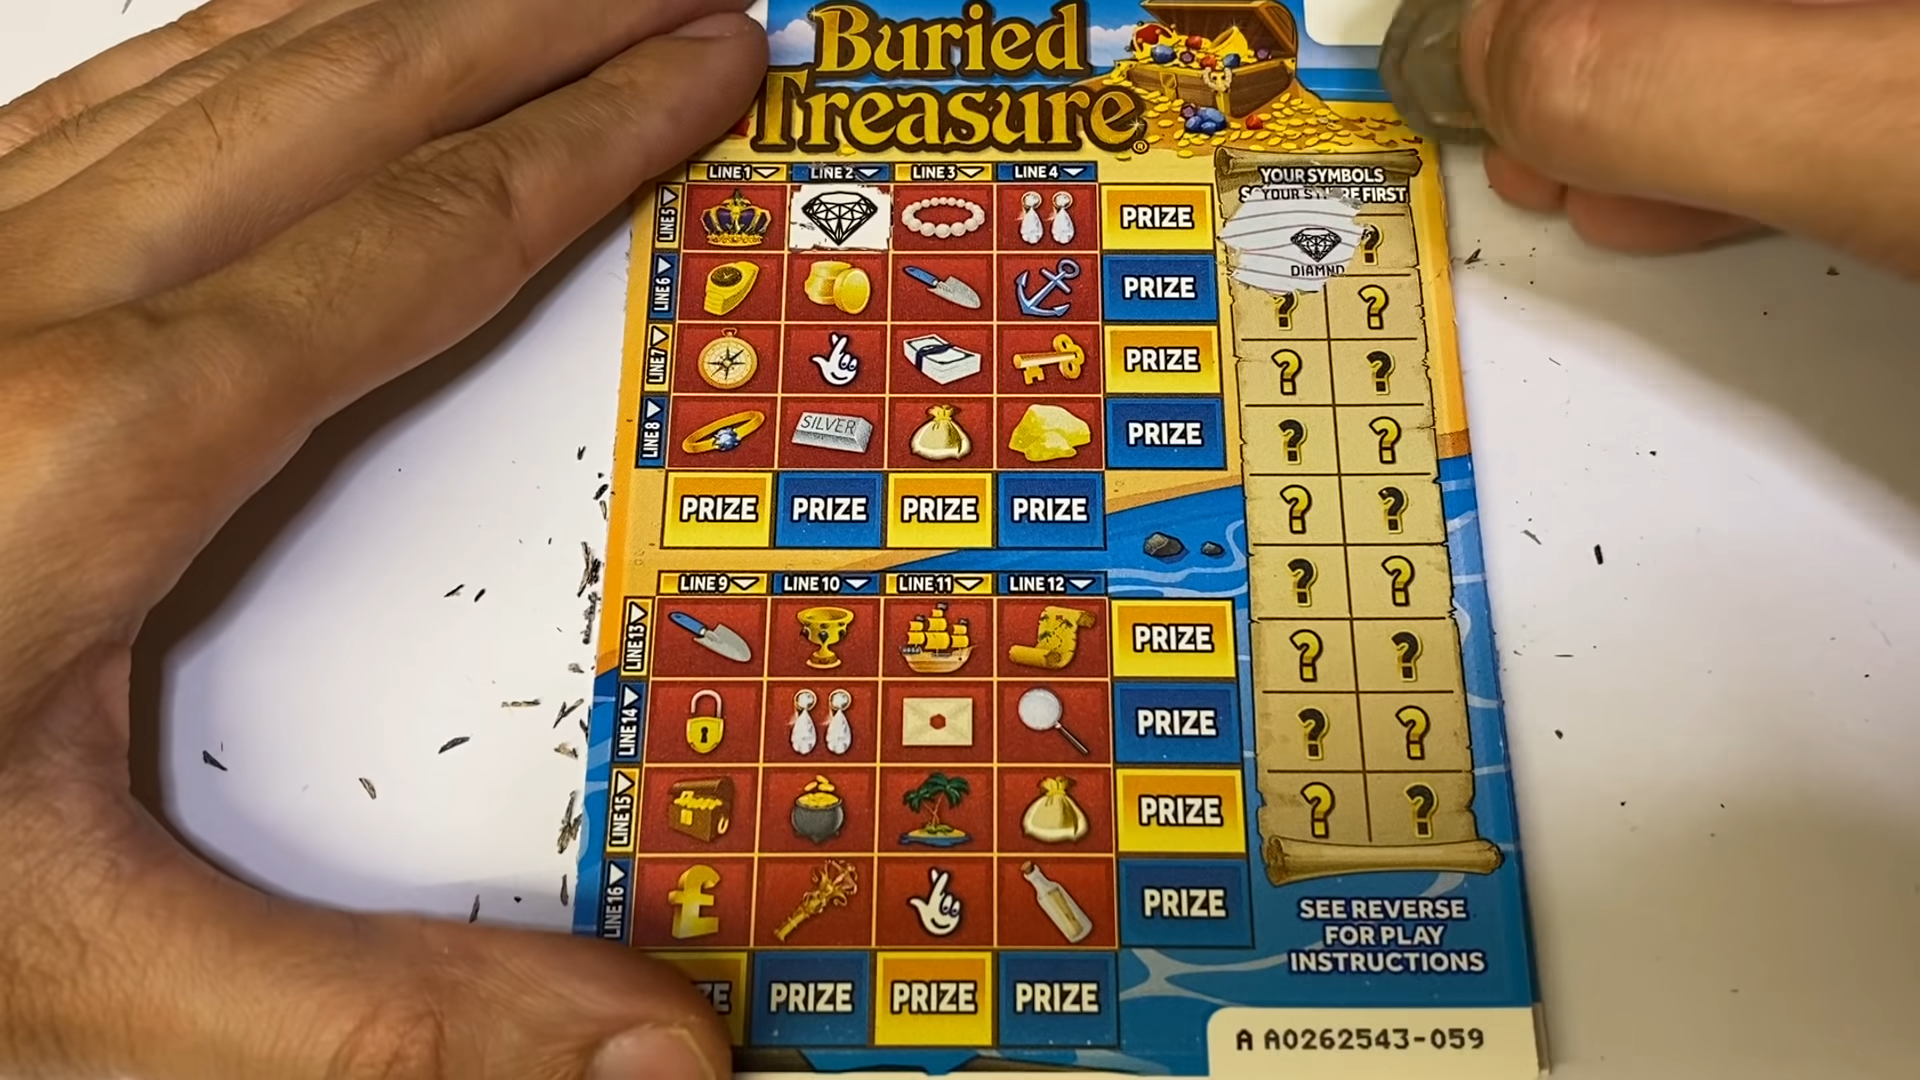 Buried
Treasure®
LINE 1 LINE 2 LINE 3 LINE 4
YOUR SYMBOLS
FIRST
LINE 5 PRIZE
DIAMND
LINE 6 PRIZE
LINE 7 PRIZE
LINE 8 SILVER PRIZE
PRIZE PRIZE PRIZE PRIZE
LINE 9 LINE 10 LINE 11 LINE 12
LINE 13 PRIZE
LINE 14 PRIZE
LINE 15 PRIZE
LINE 16 PRIZE
PRIZE PRIZE PRIZE
SEE REVERSE
FOR PLAY
INSTRUCTIONS
A A0262543-059